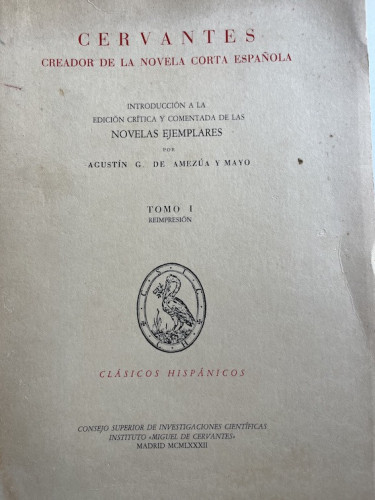 CERVANTES
CREADOR DE LA NOVELA CORTA ESPAÑOLA
INTRODUCCIÓN A LA
EDICIÓN CRÍTICA Y COMENTADA DE LAS
NOVELAS EJEMPLARES
POR
AGUSTÍN G. DE AMEZÚA Y MAYO
TOMO I
REIMPRESIÓN
C S I C
C H
CLÁSICOS HISPÁNICOS
CONSEJO SUPERIOR DE INVESTIGACIONES CIENTÍFICAS
INSTITUTO «MIGUEL DE CERVANTES»
MADRID MCMLXXXII